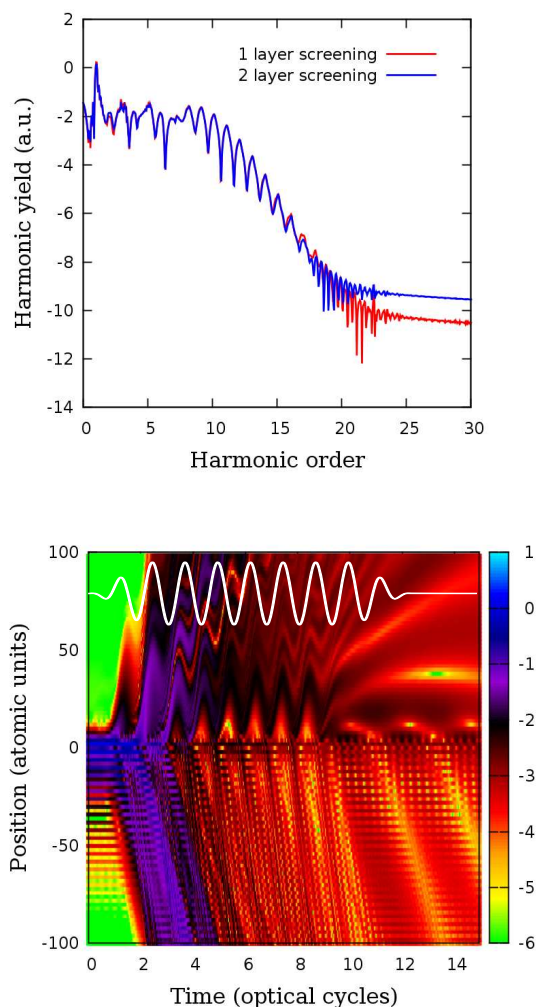 2
0
-2
-4
-6
-8
-10
-12
-14
Harmonic yield (a.u.)
1 layer screening
2 layer screening
0 5 10 15 20 25 30
Harmonic order
100
50
0
-50
-100
Position (atomic units)
1
0
-1
-2
-3
-4
-5
-6
0 2 4 6 8 10 12 14
Time (optical cycles)